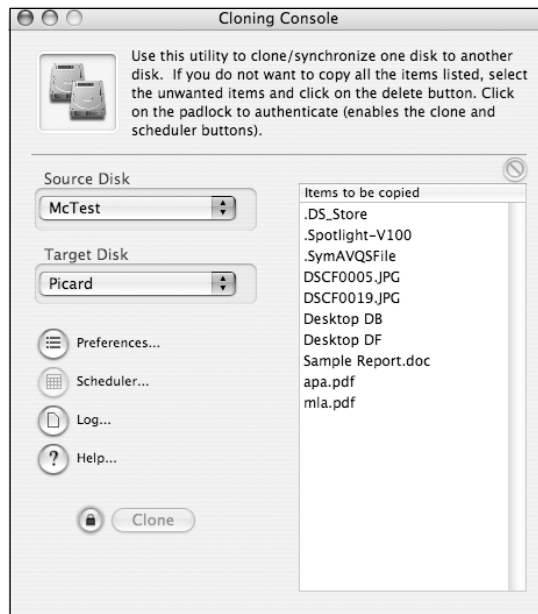 Cloning Console
Use this utility to clone/synchronize one disk to another
disk. If you do not want to copy all the items listed, select
the unwanted items and click on the delete button. Click
on the padlock to authenticate (enables the clone and
scheduler buttons).
Source Disk
McTest
Target Disk
Picard
Preferences...
Scheduler...
Log...
Help...
Clone
Items to be copied
.DS_Store
.Spotlight-V100
.SymAVQSFile
DSCF0005.JPG
DSCF0019.JPG
Desktop DB
Desktop DF
Sample Report.doc
apa.pdf
mla.pdf